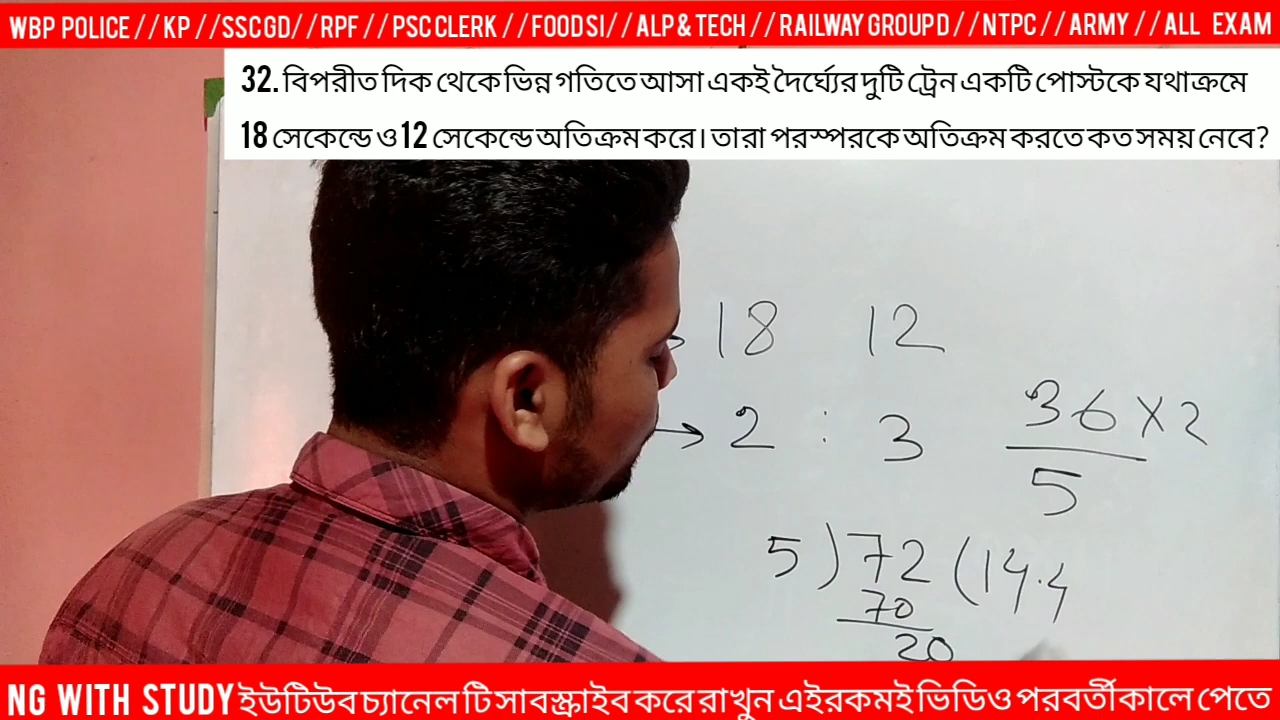 WBP POLICE // KP // SSC GD // RPF // PSC CLERK // FOOD SI // ALP & TECH // RAILWAY GROUP D // NTPC // ARMY // ALL EXAM
32. বিপরীত দিক থেকে ভিন্ন গতিতে আসা একই দৈর্ঘ্যের দুটি ট্রেন একটি পোস্টকে যথাক্রমে
18 সেকেন্ডে ও 12 সেকেন্ডে অতিক্রম করে। তারা পরস্পরকে অতিক্রম করতে কত সময় নেবে?
→ 18 12
→ 2 : 3
36 X 2
5
5 ) 72 ( 14.4
70
20
NG WITH STUDY ইউটিউব চ্যানেল টি সাবস্ক্রাইব করে রাখুন এইরকমই ভিডিও পরবর্তীকালে পেতে